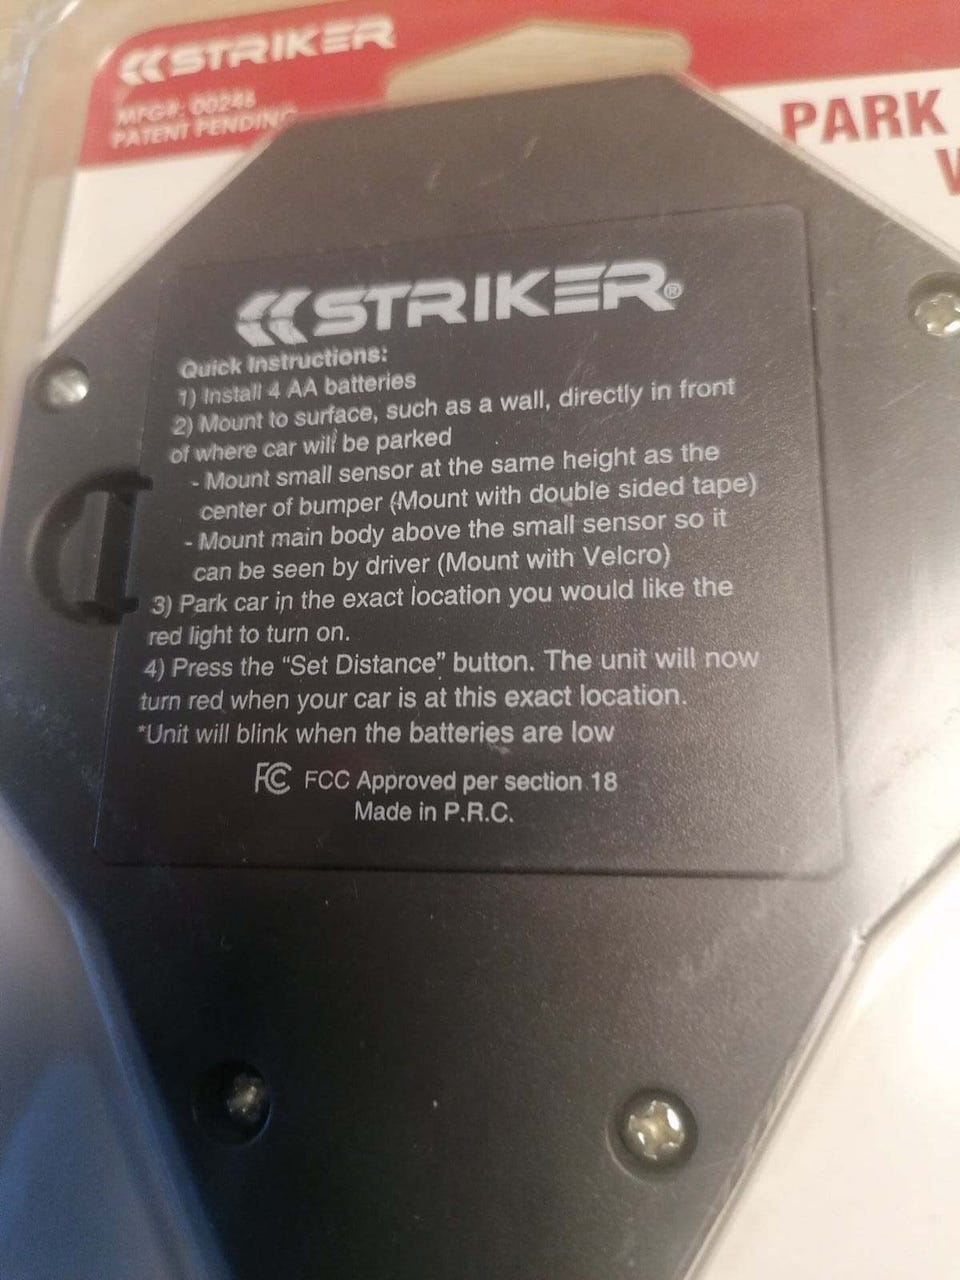 STRIKER
MFG#: 00246
PATENT PENDING
PARK
STRIKER®
Quick Instructions:
1) Install 4 AA batteries
2) Mount to surface, such as a wall, directly in front
of where car will be parked
- Mount small sensor at the same height as the
center of bumper (Mount with double sided tape)
- Mount main body above the small sensor so it
can be seen by driver (Mount with Velcro)
3) Park car in the exact location you would like the
red light to turn on.
4) Press the “Set Distance” button. The unit will now
turn red when your car is at this exact location.
*Unit will blink when the batteries are low
FC FCC Approved per section 18
Made in P.R.C.